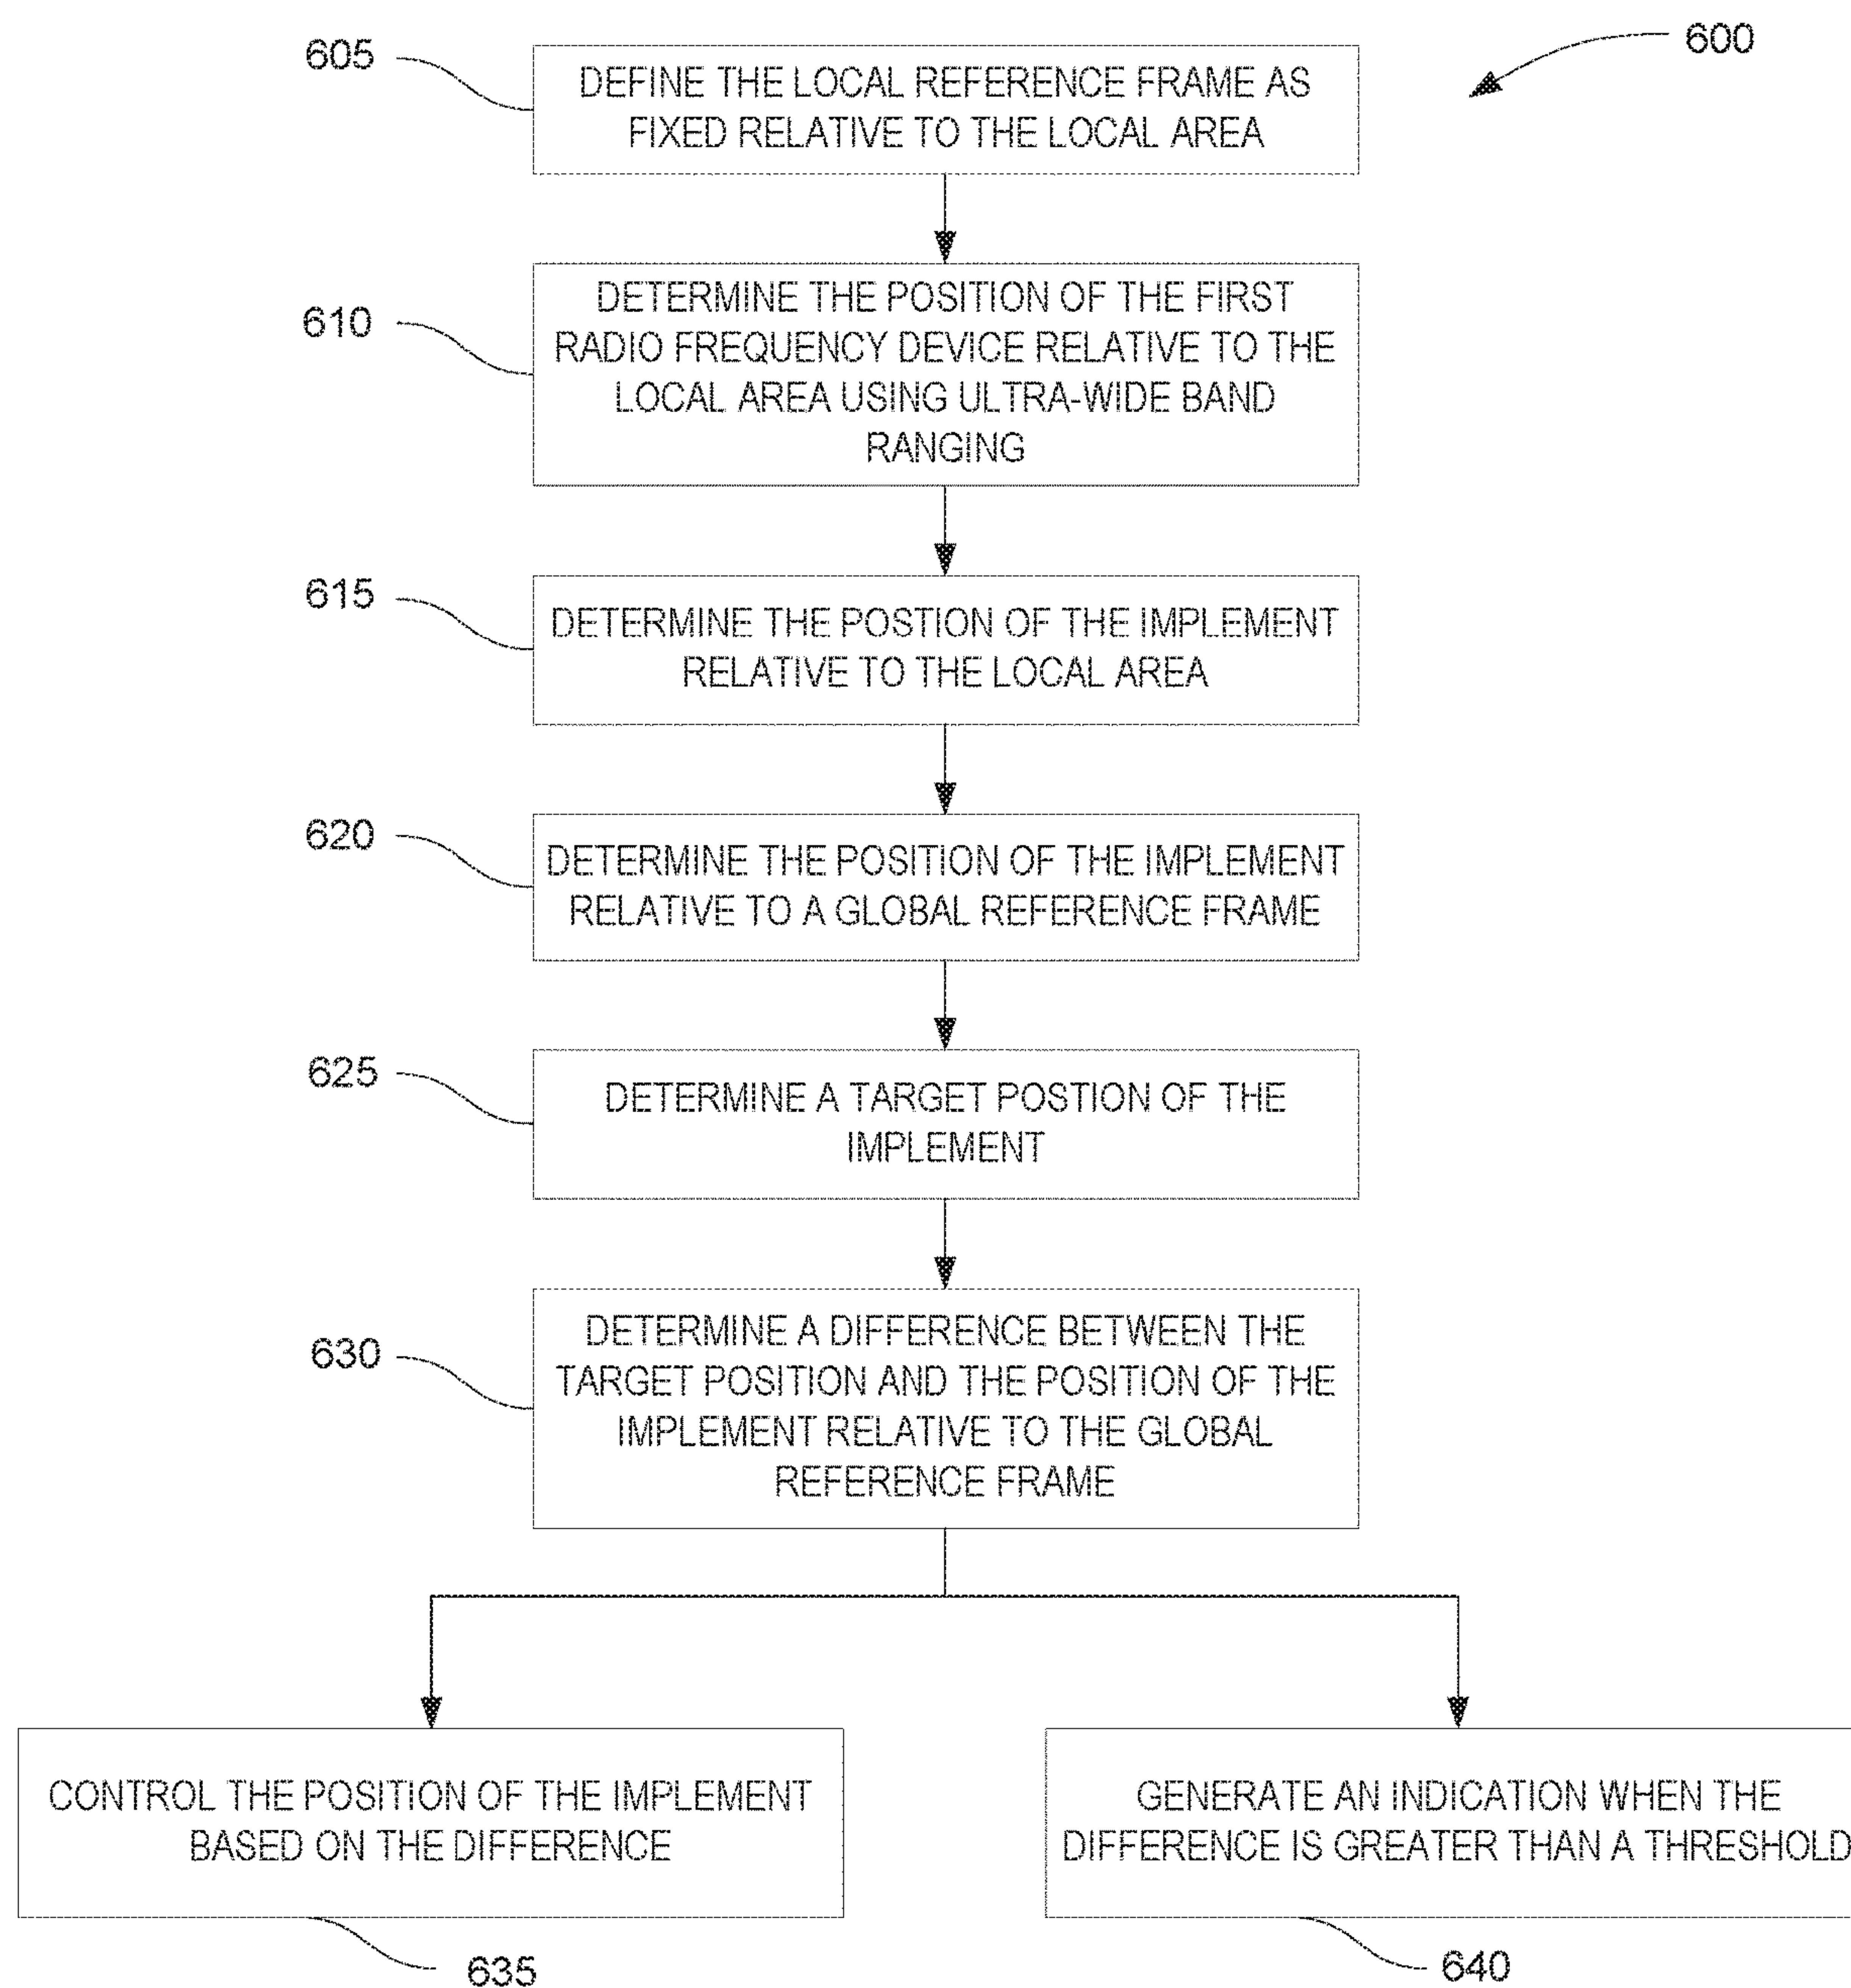 600
605
DEFINE THE LOCAL REFERENCE FRAME AS
FIXED RELATIVE TO THE LOCAL AREA
610
DETERMINE THE POSITION OF THE FIRST
RADIO FREQUENCY DEVICE RELATIVE TO THE
LOCAL AREA USING ULTRA-WIDE BAND
RANGING
615
DETERMINE THE POSTION OF THE IMPLEMENT
RELATIVE TO THE LOCAL AREA
620
DETERMINE THE POSITION OF THE IMPLEMENT
RELATIVE TO A GLOBAL REFERENCE FRAME
625
DETERMINE A TARGET POSTION OF THE
IMPLEMENT
630
DETERMINE A DIFFERENCE BETWEEN THE
TARGET POSITION AND THE POSITION OF THE
IMPLEMENT RELATIVE TO THE GLOBAL
REFERENCE FRAME
CONTROL THE POSITION OF THE IMPLEMENT
BASED ON THE DIFFERENCE
635
GENERATE AN INDICATION WHEN THE
DIFFERENCE IS GREATER THAN A THRESHOLD
640